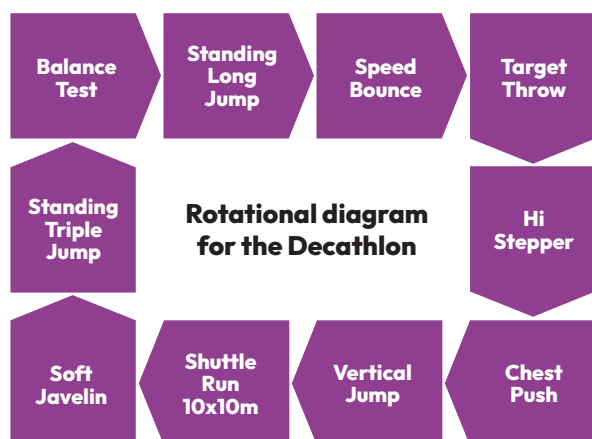 Balance
Test
Standing
Long
Jump
Speed
Bounce
Target
Throw
Standing
Triple
Jump
Rotational diagram
for the Decathlon
Hi
Stepper
Soft
Javelin
Shuttle
Run
10x10m
Vertical
Jump
Chest
Push